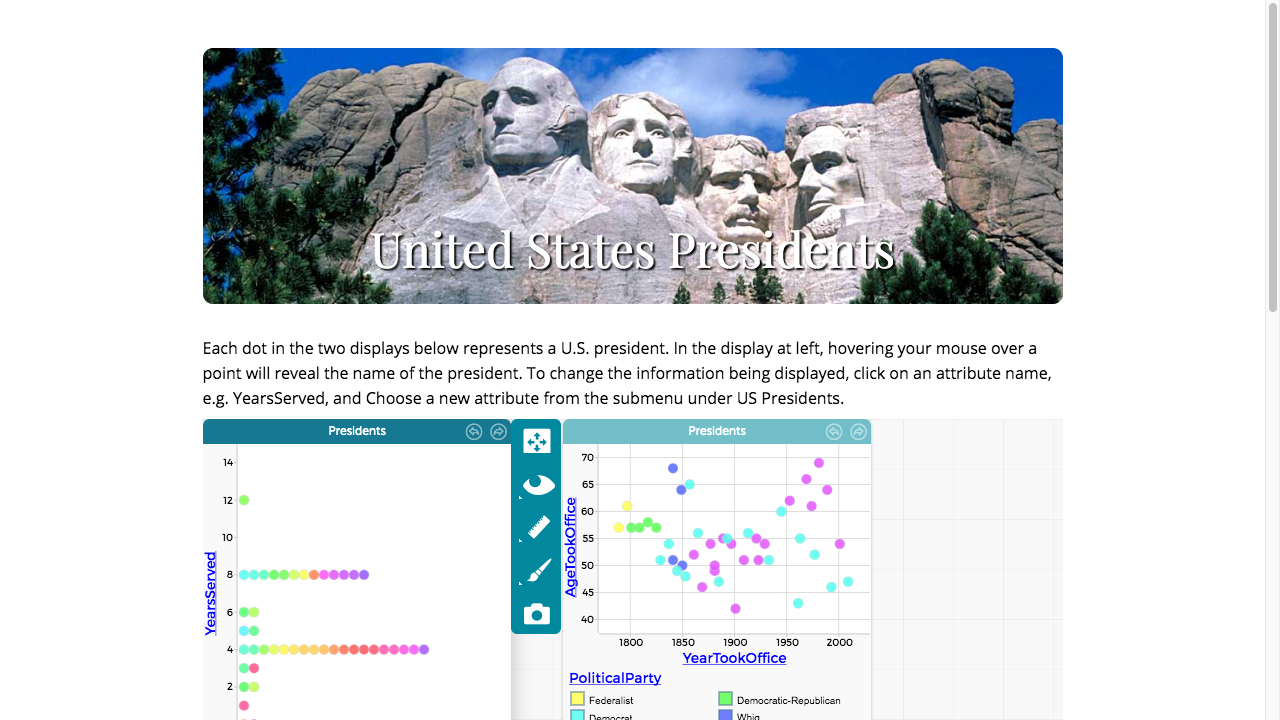 United States Presidents
Each dot in the two displays below represents a U.S. president. In the display at left, hovering your mouse over a
point will reveal the name of the president. To change the information being displayed, click on an attribute name,
e.g. YearsServed, and Choose a new attribute from the submenu under US Presidents.
Presidents
14
12
10
8
6
4
2
YearsServed
Presidents
70
65
60
55
50
45
40
AgeTookOffice
1800 1850 1900 1950 2000
YearTookOffice
PoliticalParty
Federalist Democratic-Republican
Democrat Whig